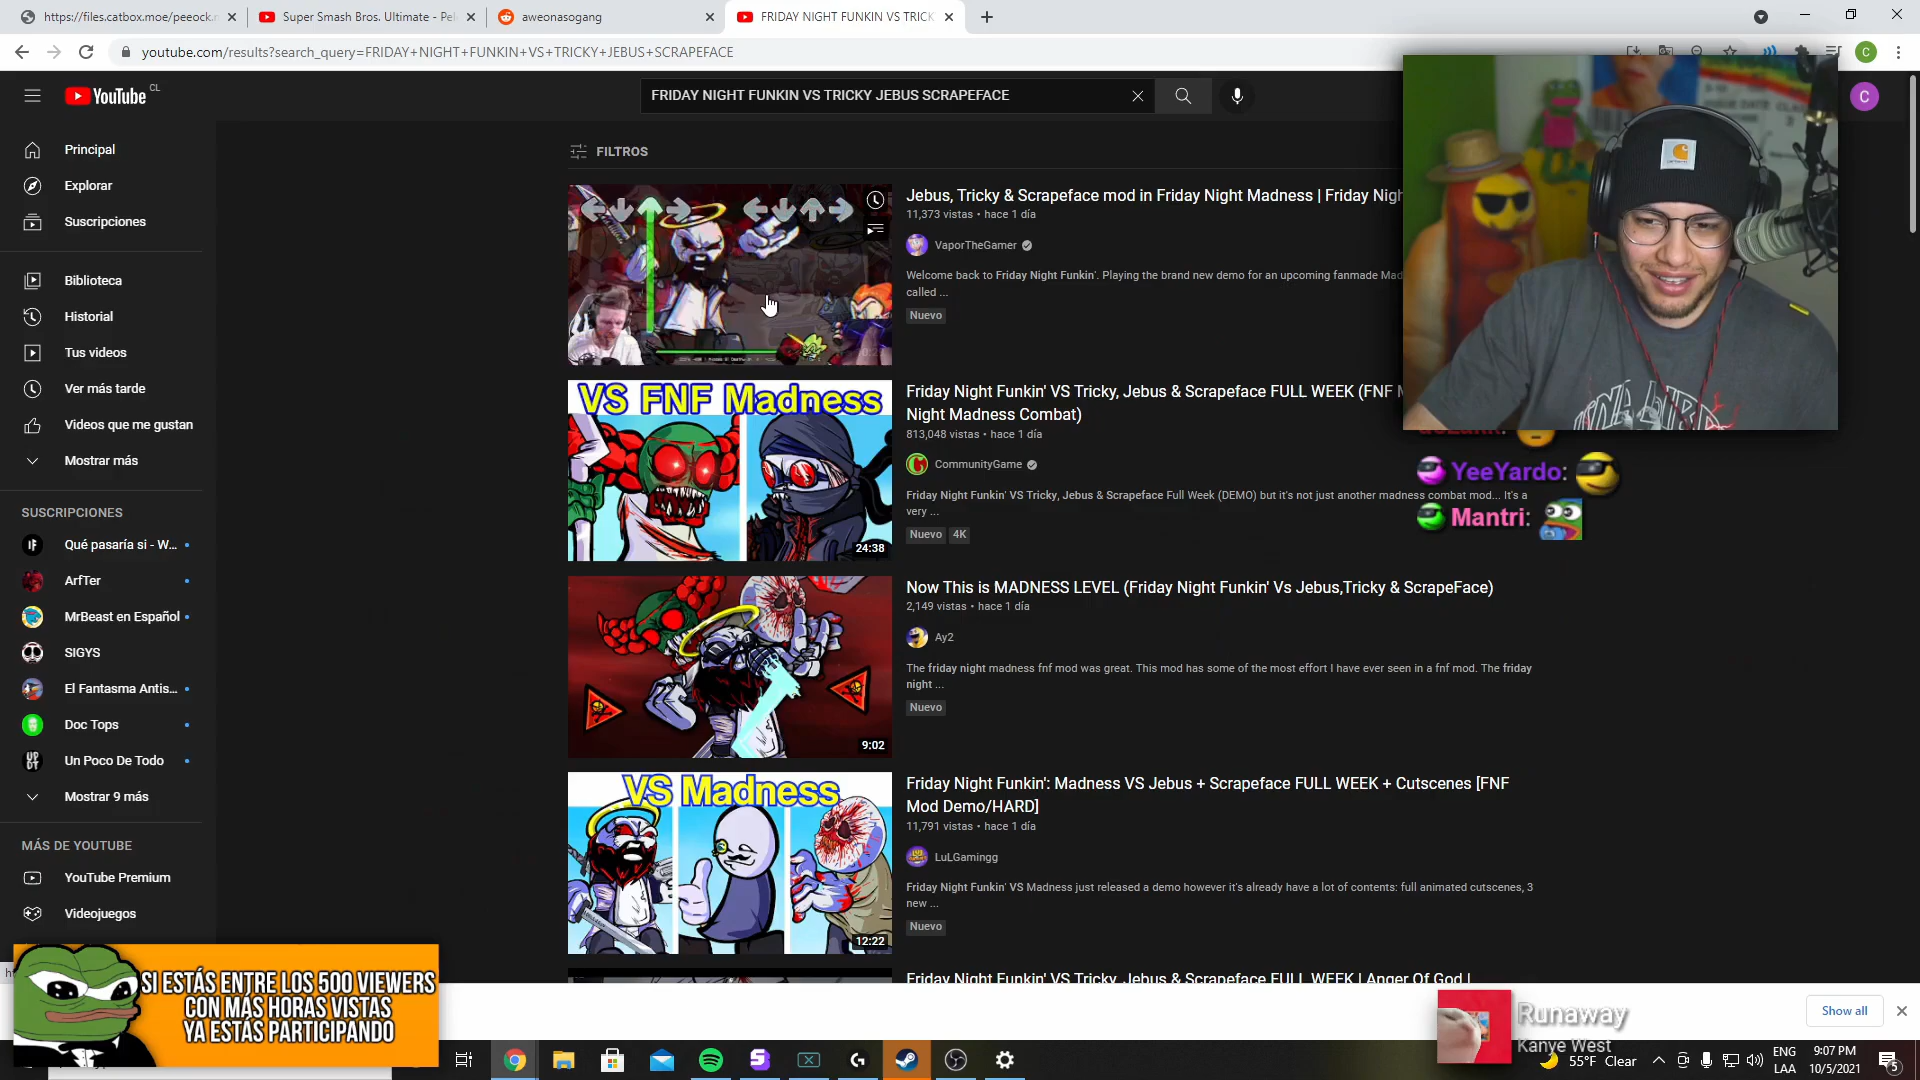 https://files.catbox.moe/peeock.m
Super Smash Bros. Ultimate - Pel
aweonasogang
FRIDAY NIGHT FUNKIN VS TRICK
youtube.com/results?search_query=FRIDAY+NIGHT+FUNKIN+VS+TRICKY+JEBUS+SCRAPEFACE
C
YouTube CL
FRIDAY NIGHT FUNKIN VS TRICKY JEBUS SCRAPEFACE
C
Principal
Explorar
Suscripciones
Biblioteca
Historial
Tus videos
Ver más tarde
Videos que me gustan
Mostrar más
SUSCRIPCIONES
Qué pasaría si - W...
ArfTer
MrBeast en Español
SIGYS
El Fantasma Antis...
Doc Tops
Un Poco De Todo
Mostrar 9 más
MÁS DE YOUTUBE
YouTube Premium
Videojuegos
FILTROS
Jebus, Tricky & Scrapeface mod in Friday Night Madness | Friday Nigh
11,373 vistas • hace 1 día
VaporTheGamer
Welcome back to Friday Night Funkin'. Playing the brand new demo for an upcoming fanmade Mad
called ...
Nuevo
VS FNF Madness
24:38
Friday Night Funkin' VS Tricky, Jebus & Scrapeface FULL WEEK (FNF M
Night Madness Combat)
813,048 vistas • hace 1 día
CommunityGame
Friday Night Funkin' VS Tricky, Jebus & Scrapeface Full Week (DEMO) but it's not just another madness combat mod... It's a
very ...
Nuevo 4K
YeeYardo:
Mantri:
9:02
Now This is MADNESS LEVEL (Friday Night Funkin' Vs Jebus,Tricky & ScrapeFace)
2,149 vistas • hace 1 día
Ay2
The friday night madness fnf mod was great. This mod has some of the most effort I have ever seen in a fnf mod. The friday
night ...
Nuevo
VS Madness
12:22
Friday Night Funkin': Madness VS Jebus + Scrapeface FULL WEEK + Cutscenes [FNF
Mod Demo/HARD]
11,791 vistas • hace 1 día
LuLGamingg
Friday Night Funkin' VS Madness just released a demo however it's already have a lot of contents: full animated cutscenes, 3
new ...
Nuevo
Friday Night Funkin' VS Tricky, Jebus & Scrapeface FULL WEEK | Anger Of God |
SI ESTÁS ENTRE LOS 500 VIEWERS
CON MÁS HORAS VISTAS
YA ESTÁS PARTICIPANDO
Runaway
Kanye West
Show all
55°F Clear
ENG
LAA
9:07 PM
10/5/2021
5